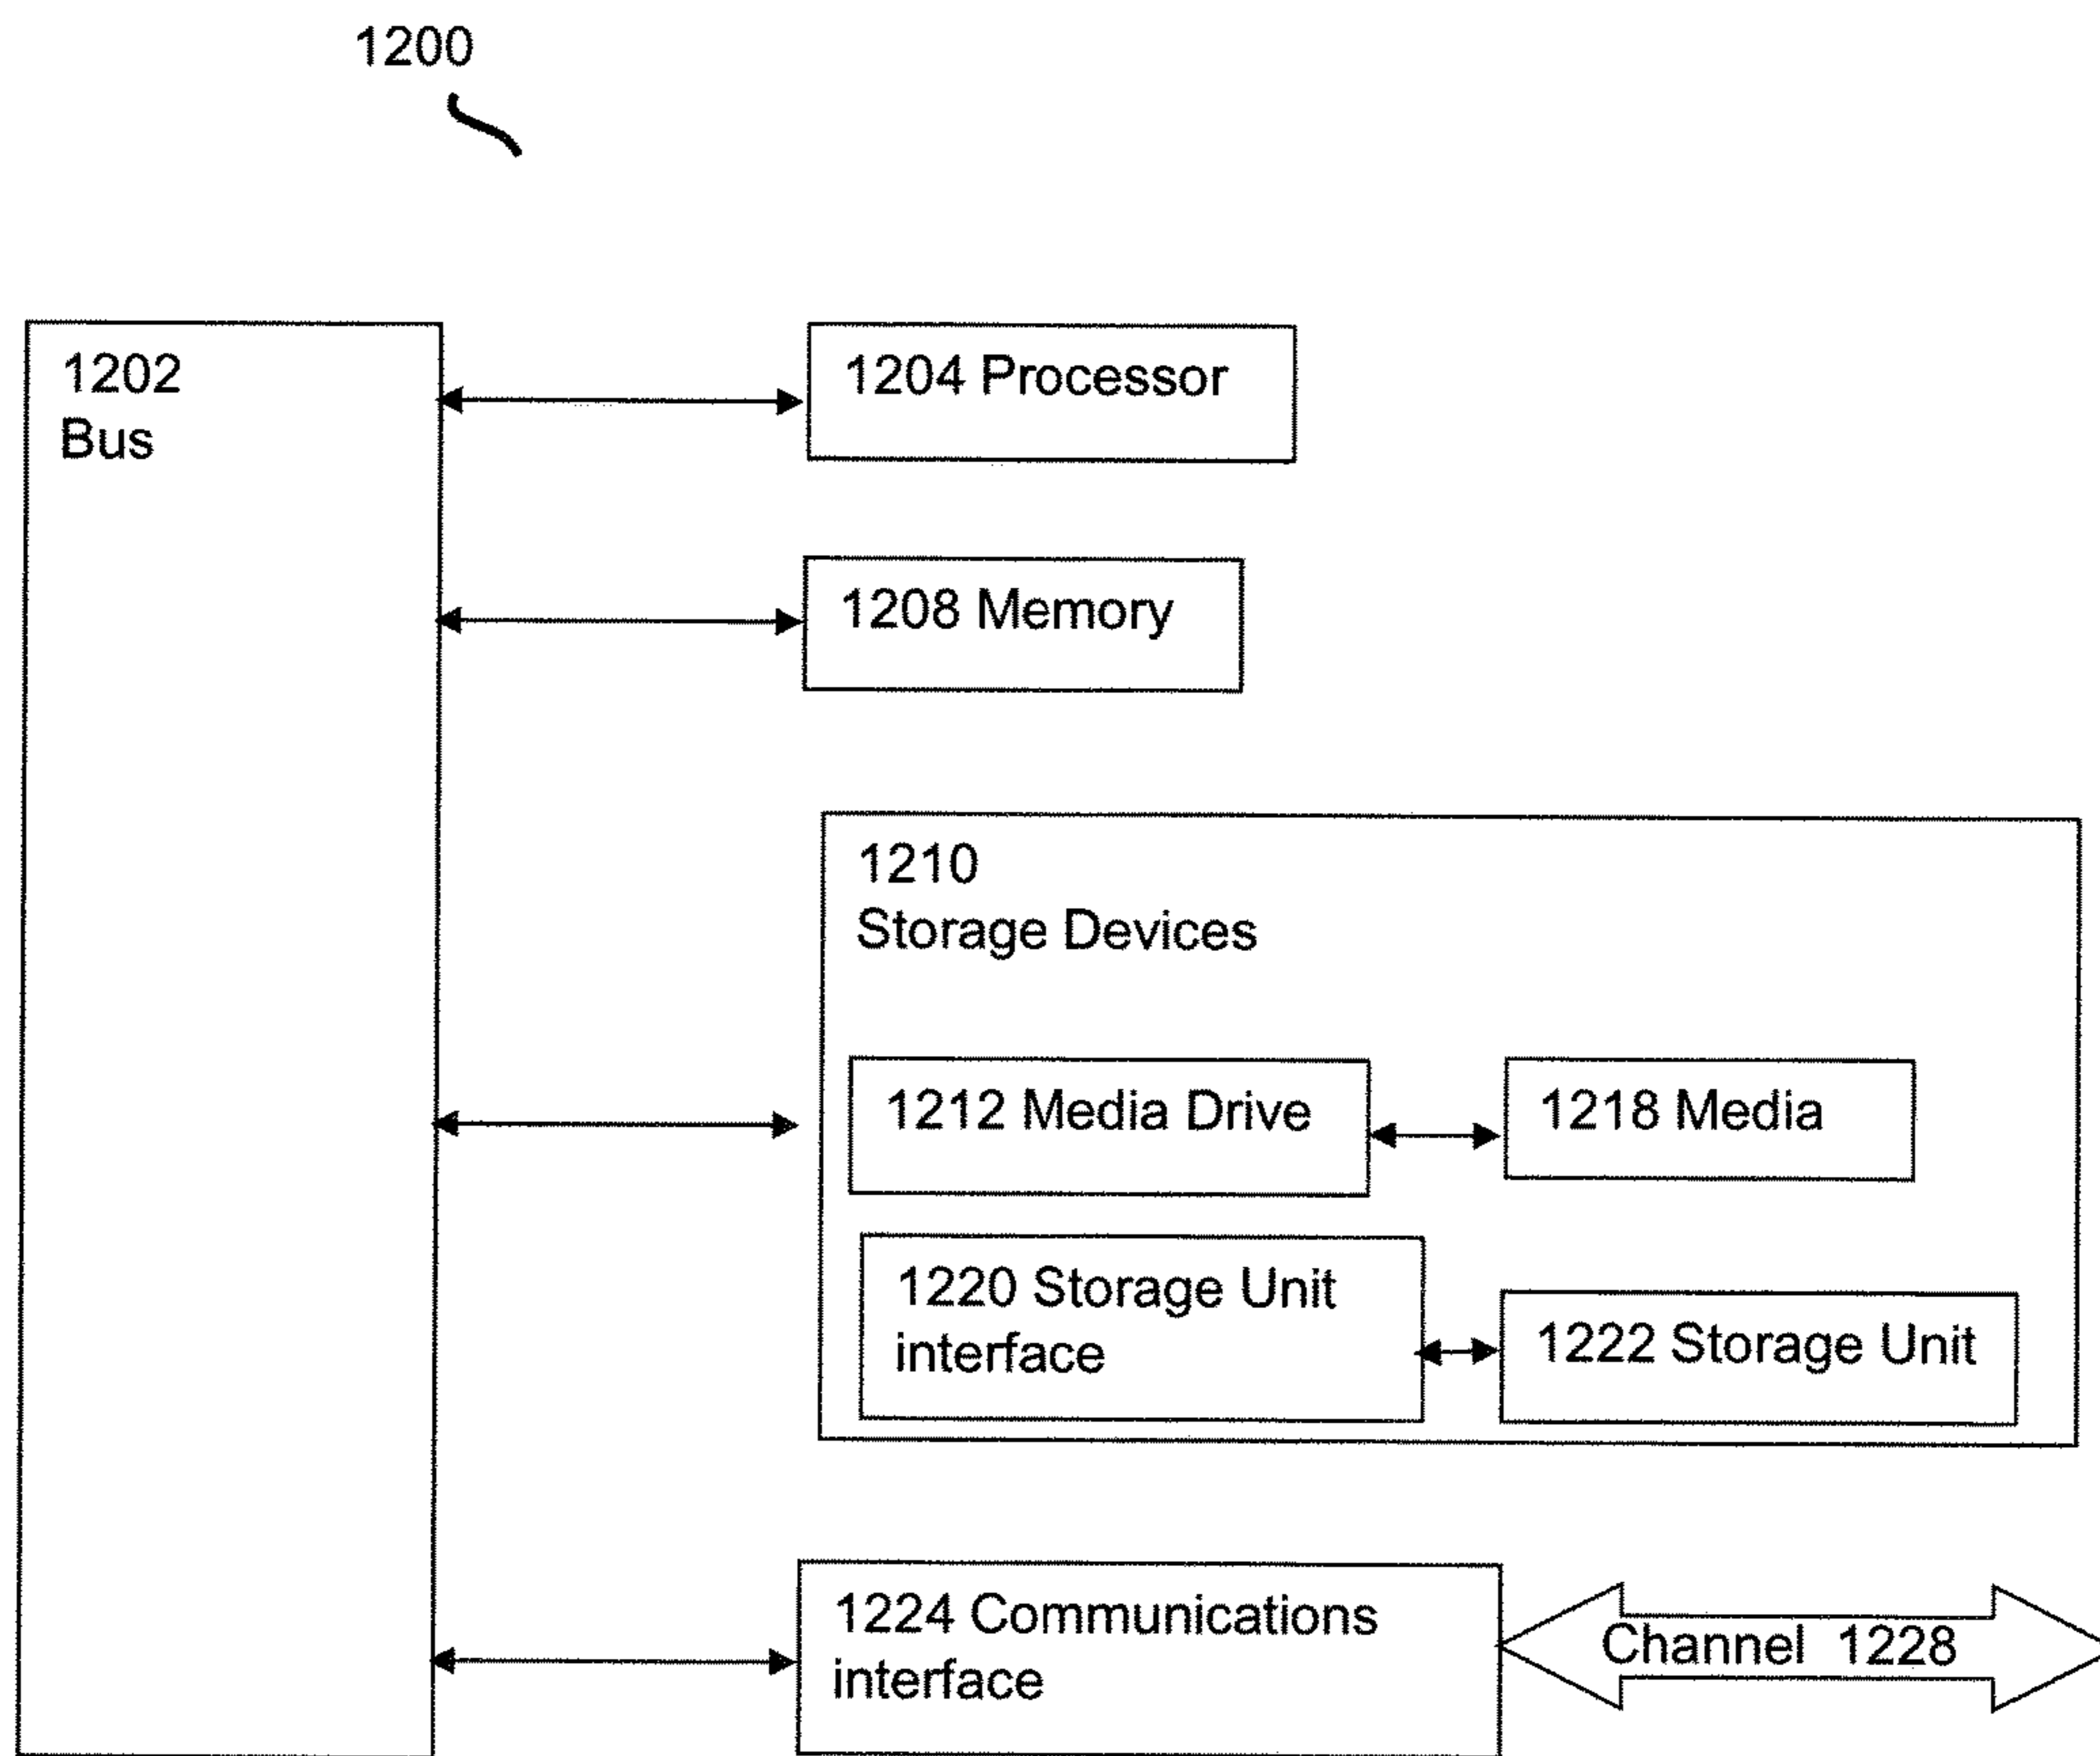 1200
1202
Bus
1204 Processor
1208 Memory
1210
Storage Devices
1212 Media Drive
1218 Media
1220 Storage Unit
interface
1222 Storage Unit
1224 Communications
interface
Channel 1228